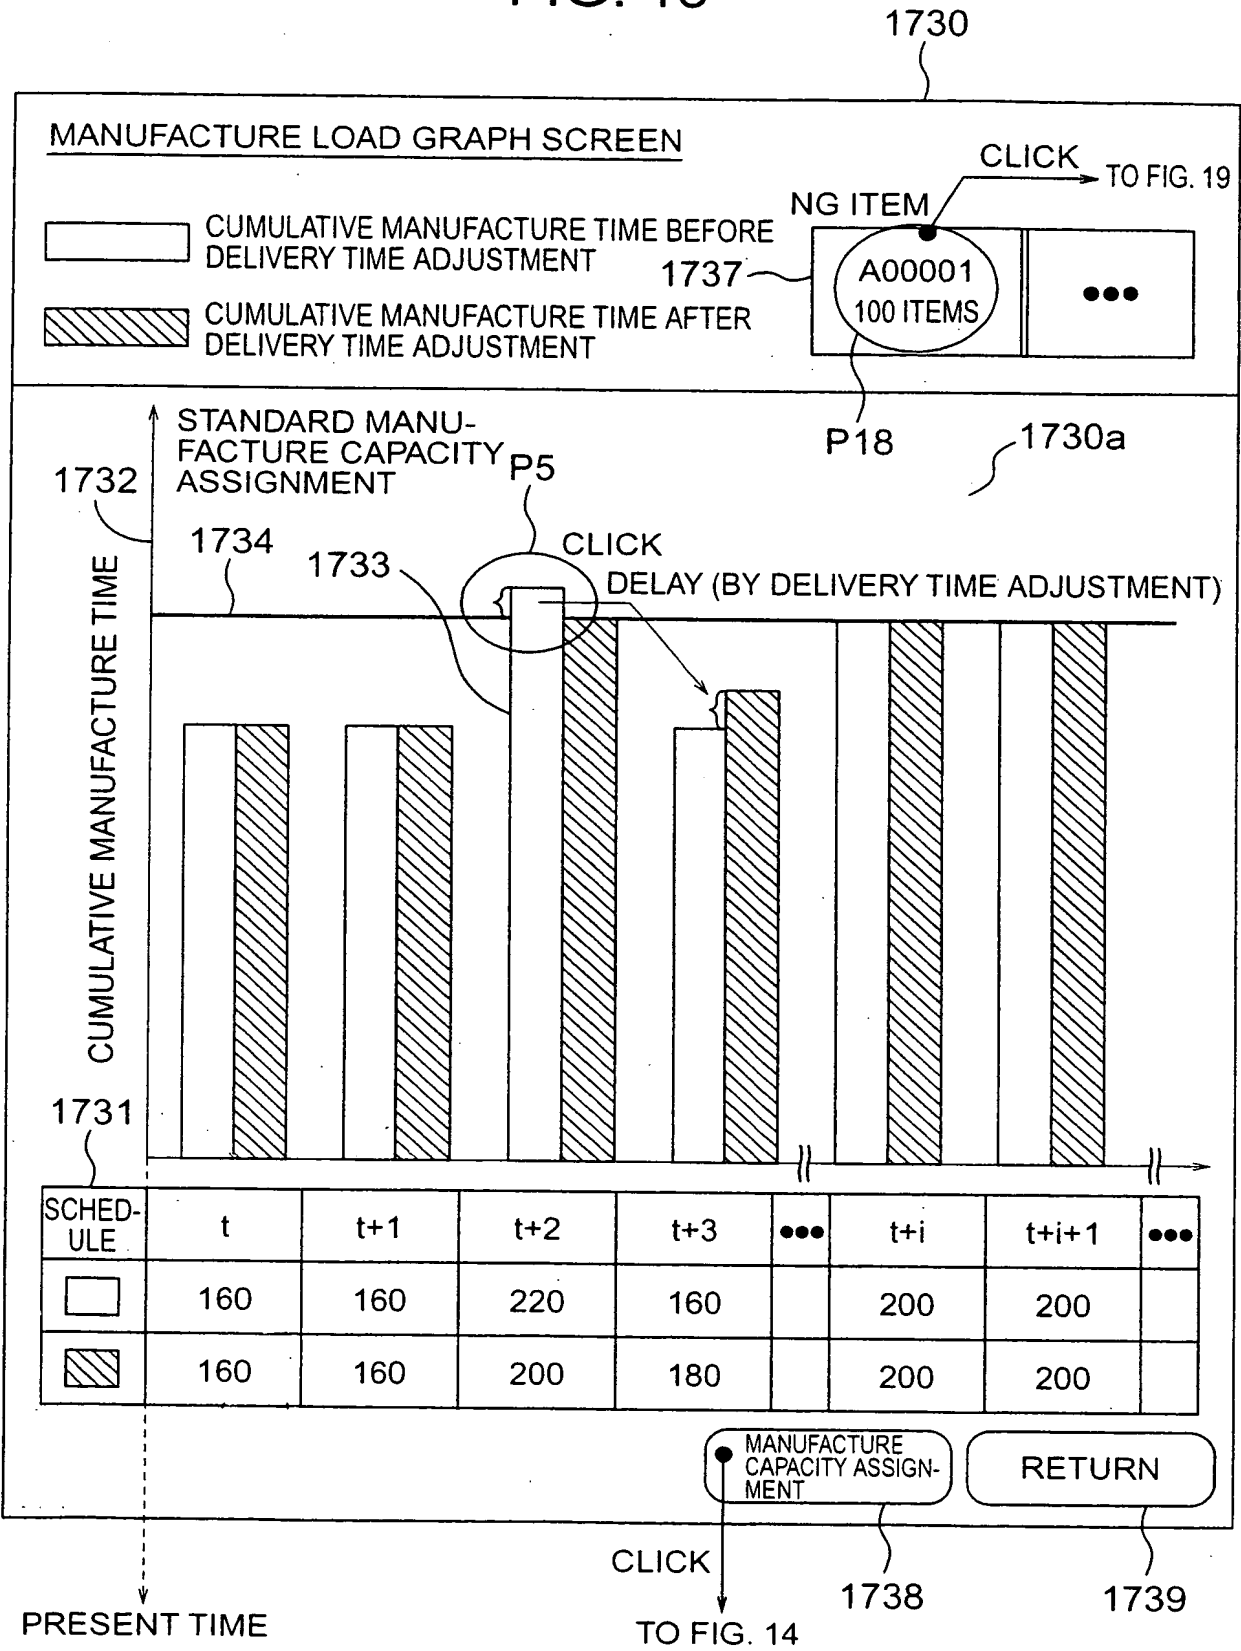 1730
MANUFACTURE LOAD GRAPH SCREEN
CLICK
TO FIG. 19
NG ITEM
CUMULATIVE MANUFACTURE TIME BEFORE
DELIVERY TIME ADJUSTMENT
1737
A00001
100 ITEMS
●●●
CUMULATIVE MANUFACTURE TIME AFTER
DELIVERY TIME ADJUSTMENT
P18
1730a
STANDARD MANU-
FACTURE CAPACITY
ASSIGNMENT
P5
1732
1734
1733
CLICK
DELAY (BY DELIVERY TIME ADJUSTMENT)
CUMULATIVE MANUFACTURE TIME
1731
SCHED-
ULE
t t+1 t+2 t+3 ●●● t+i t+i+1 ●●●
160 160 220 160 200 200
160 160 200 180 200 200
MANUFACTURE
CAPACITY ASSIGN-
MENT
RETURN
CLICK
1738
1739
PRESENT TIME
TO FIG. 14